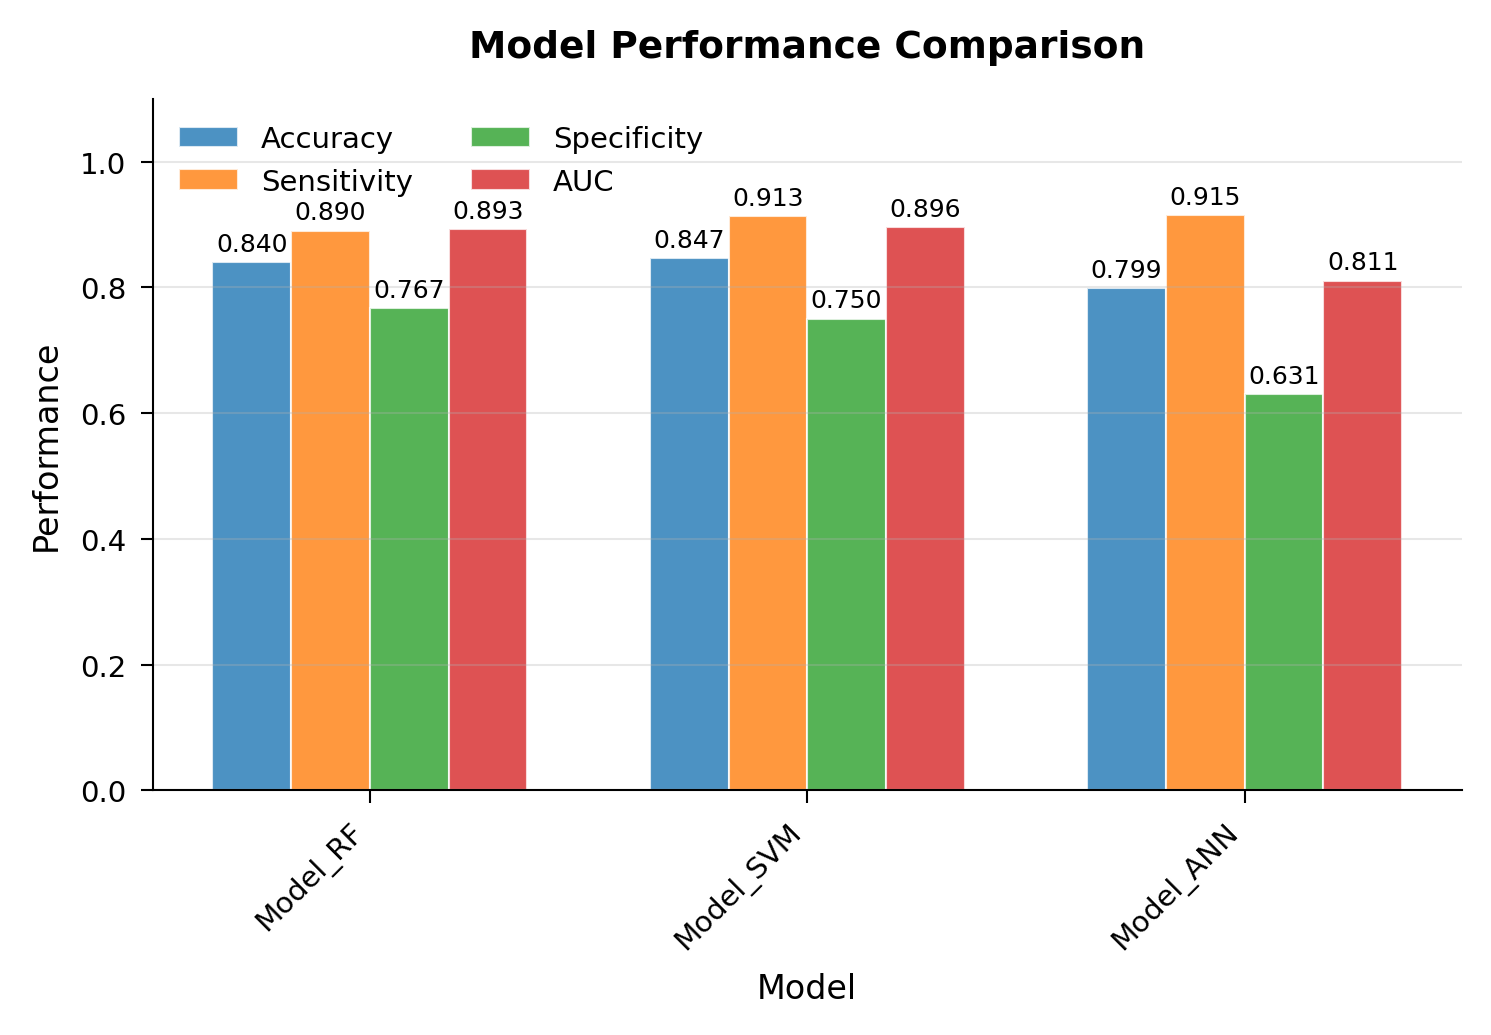 Model Performance Comparison
Accuracy
Sensitivity
Specificity
AUC
1.0
0.8
0.6
0.4
0.2
0.0
Performance
0.840
0.890
0.767
0.893
0.847
0.913
0.750
0.896
0.799
0.915
0.631
0.811
Model_RF
Model_SVM
Model_ANN
Model